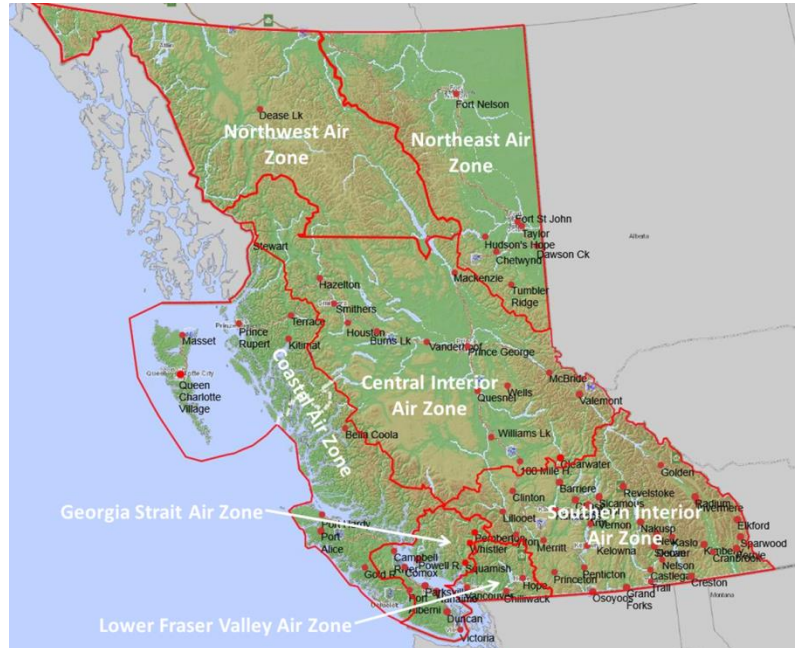 Dease Lk
Northwest Air
Zone
Fort Nelson
Northeast Air
Zone
Fort St John
Taylor
Hudson's Hope
Dawson Ck
Chetwynd
Alberta
Stewart
Mackenzie
Tumbler
Ridge
Hazelton
Smithers
Terrace
Houston
Burns Lk
Masset
Prince
Rupert
Kitimat
Vanderhoof
Prince George
Queen
Charlotte
Village
Coastal Air Zone
Central Interior
Air Zone
McBride
Wells
Quesnel
Valemont
Bella Coola
Williams Lk
100 Mile H.
Clearwater
Golden
Barriere
Clinton
Revelstoke
Sicamous
Radium
Invermere
Lillooet
Vernon
Southern Interior
Air Zone
Nakusp
Elkford
Georgia Strait Air Zone
Port Hardy
Port
Alice
Pemberton
Whistler
Merritt
Kelowna
Kaslo
Sparwood
Cranbrook
Campbell
River
Powell R.
Comox
Squamish
Gold R.
Princeton
Penticton
Nelson
Castlegar
Trail
Creston
Hope
Parksville
Nanaimo
Port
Alberni
Vancouver
Chilliwack
Osoyoos
Grand
Forks
Montana
Lower Fraser Valley Air Zone
Duncan
Victoria